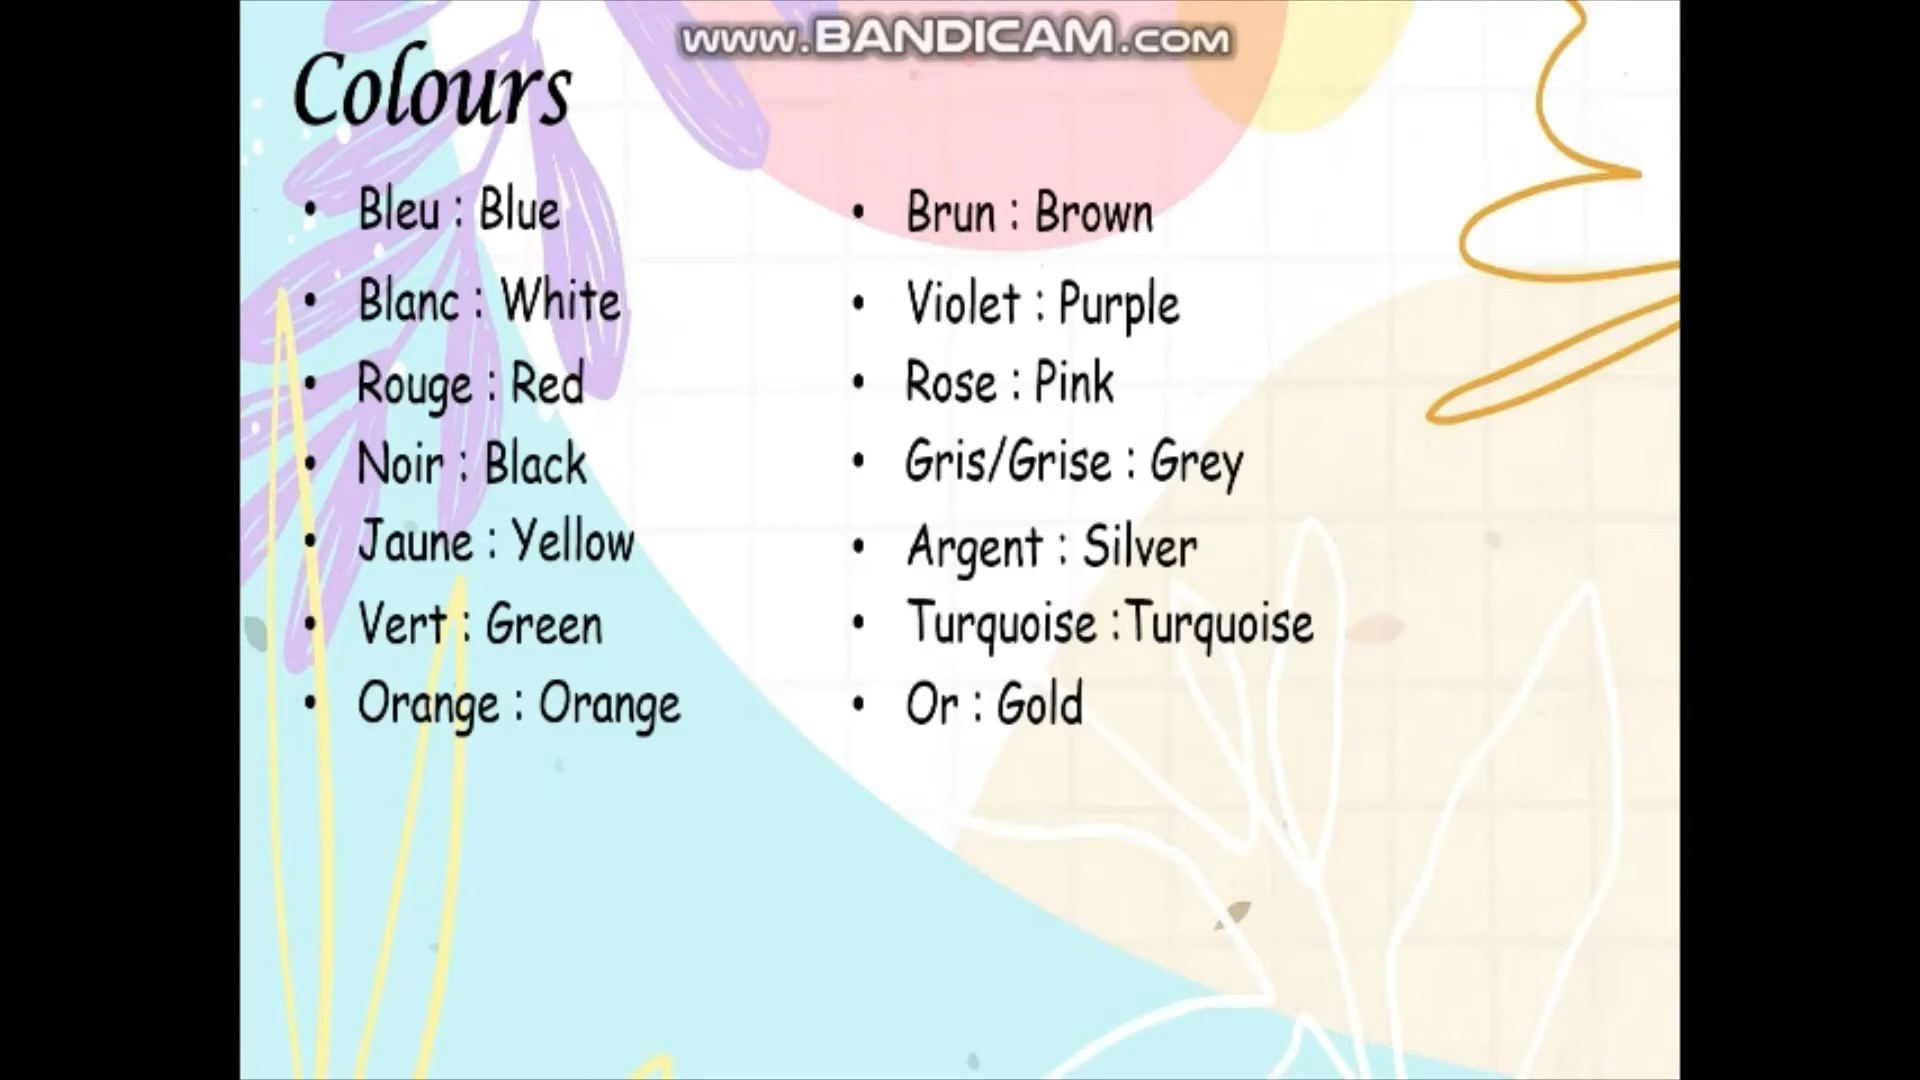 www.BANDICAM.com
Colours
• Bleu : Blue
• Blanc : White
• Rouge : Red
• Noir : Black
• Jaune : Yellow
• Vert : Green
• Orange : Orange
• Brun : Brown
• Violet : Purple
• Rose : Pink
• Gris/Grise : Grey
• Argent : Silver
• Turquoise :Turquoise
• Or : Gold